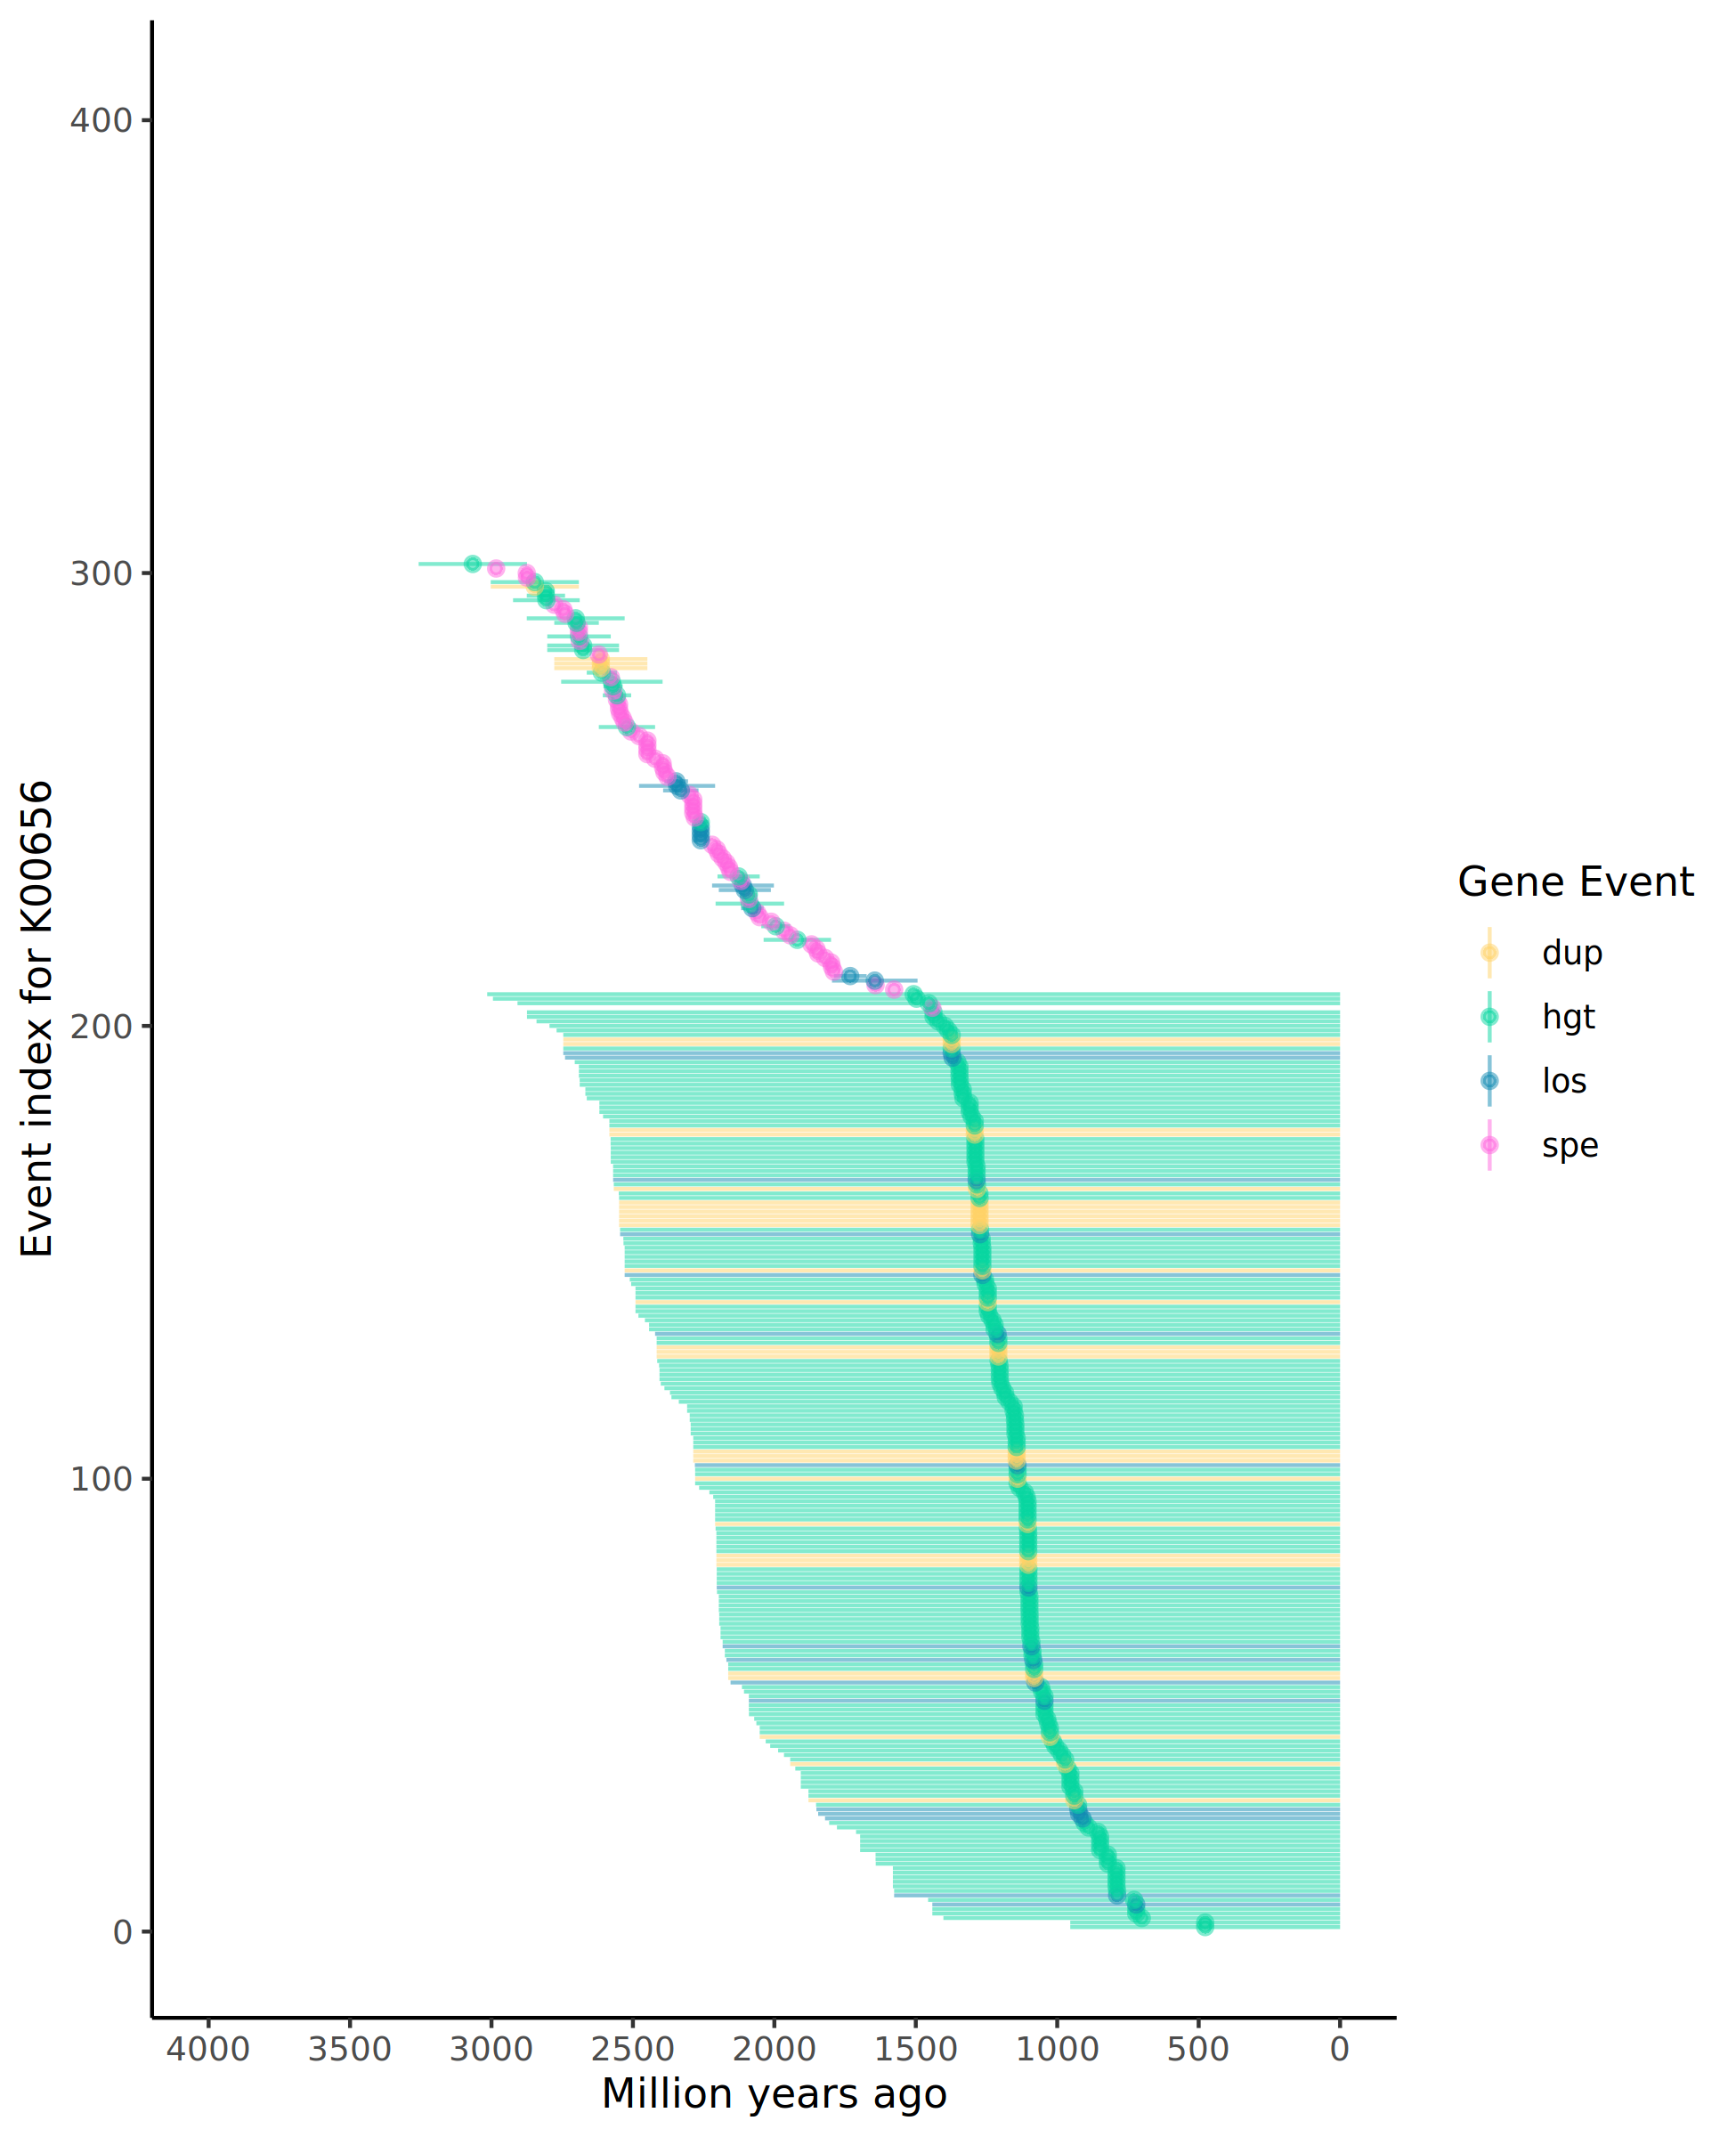 400
300
200
100
0
Event index for K00656
4000 3500 3000 2500 2000 1500 1000 500 0
Million years ago
Gene Event
dup
hgt
los
spe